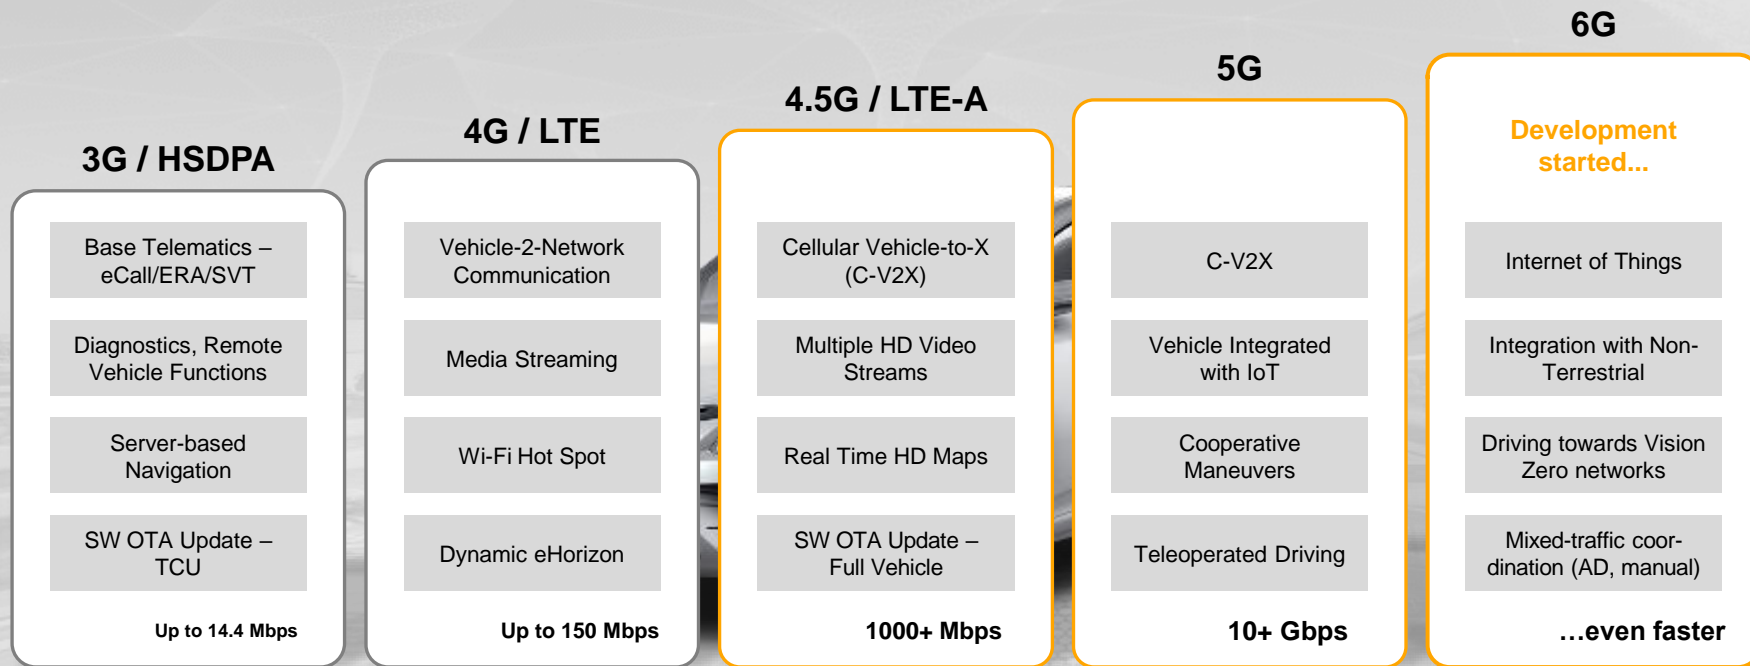 3G / HSDPA
Base Telematics –
eCall/ERA/SVT
Diagnostics, Remote
Vehicle Functions
Server-based
Navigation
SW OTA Update –
TCU
Up to 14.4 Mbps
4G / LTE
Vehicle-2-Network
Communication
Media Streaming
Wi-Fi Hot Spot
Dynamic eHorizon
Up to 150 Mbps
4.5G / LTE-A
Cellular Vehicle-to-X
(C-V2X)
Multiple HD Video
Streams
Real Time HD Maps
SW OTA Update –
Full Vehicle
1000+ Mbps
5G
C-V2X
Vehicle Integrated
with IoT
Cooperative
Maneuvers
Teleoperated Driving
10+ Gbps
6G
Development
started...
Internet of Things
Integration with Non-
Terrestrial
Driving towards Vision
Zero networks
Mixed-traffic coor-
dination (AD, manual)
…even faster